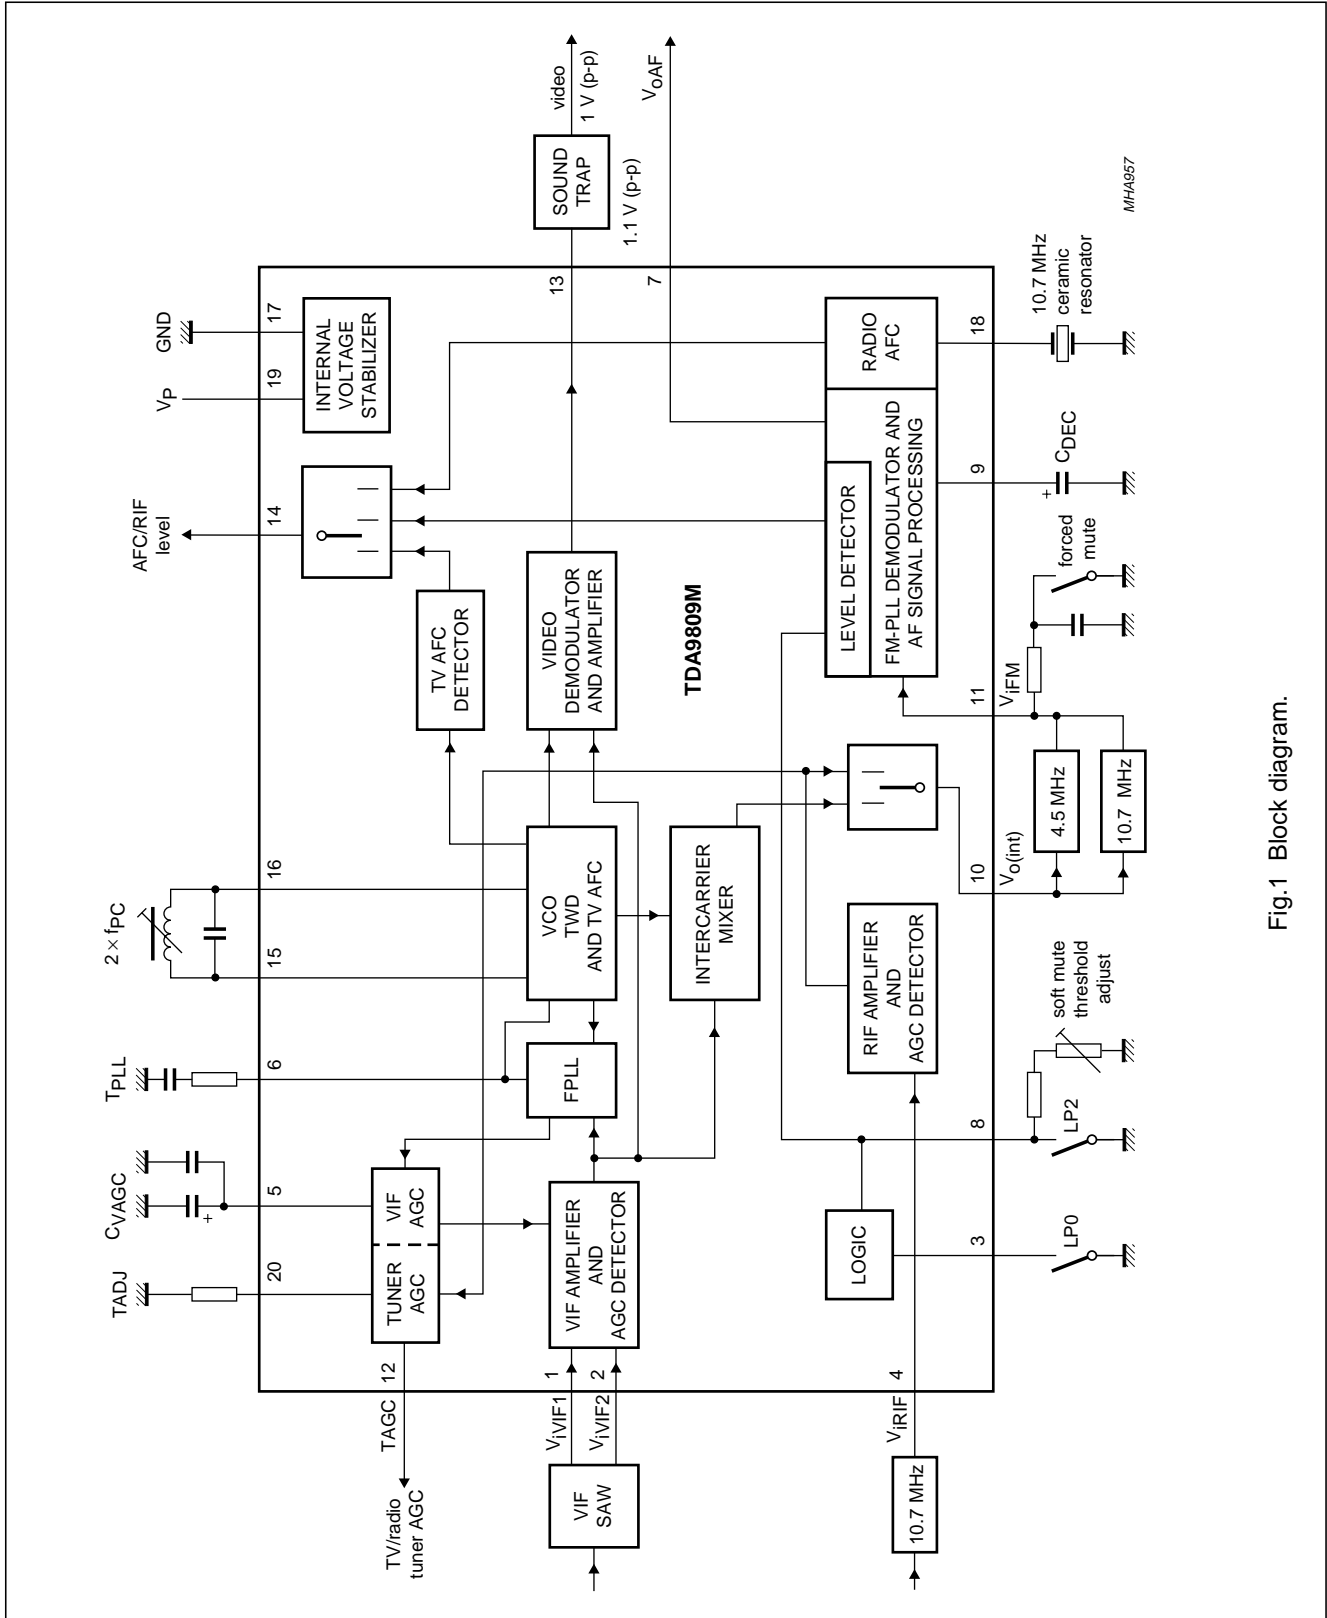 2 × fPC
TADJ
CVAGC
TPLL
VP
GND
AFC/RIF
level
20
5
6
15
16
14
19
17
TV/radio
tuner AGC
TAGC
12
TUNER
AGC
VIF
AGC
TV AFC
DETECTOR
INTERNAL
VOLTAGE
STABILIZER
VIF
SAW
ViVIF1
ViVIF2
1
2
VIF AMPLIFIER
AND
AGC DETECTOR
FPLL
VCO
TWD
AND TV AFC
VIDEO
DEMODULATOR
AND AMPLIFIER
13
SOUND
TRAP
video
1 V (p-p)
1.1 V (p-p)
INTERCARRIER
MIXER
TDA9809M
7
VoAF
10.7 MHz
ViRIF
4
LOGIC
RIF AMPLIFIER
AND
AGC DETECTOR
LEVEL DETECTOR
FM-PLL DEMODULATOR AND
AF SIGNAL PROCESSING
RADIO
AFC
3
8
10
11
9
18
LP0
LP2
soft mute
threshold
adjust
Vo(int)
4.5 MHz
10.7 MHz
ViFM
forced
mute
+
CDEC
+
10.7 MHz
ceramic
resonator
MHA957
Fig.1 Block diagram.